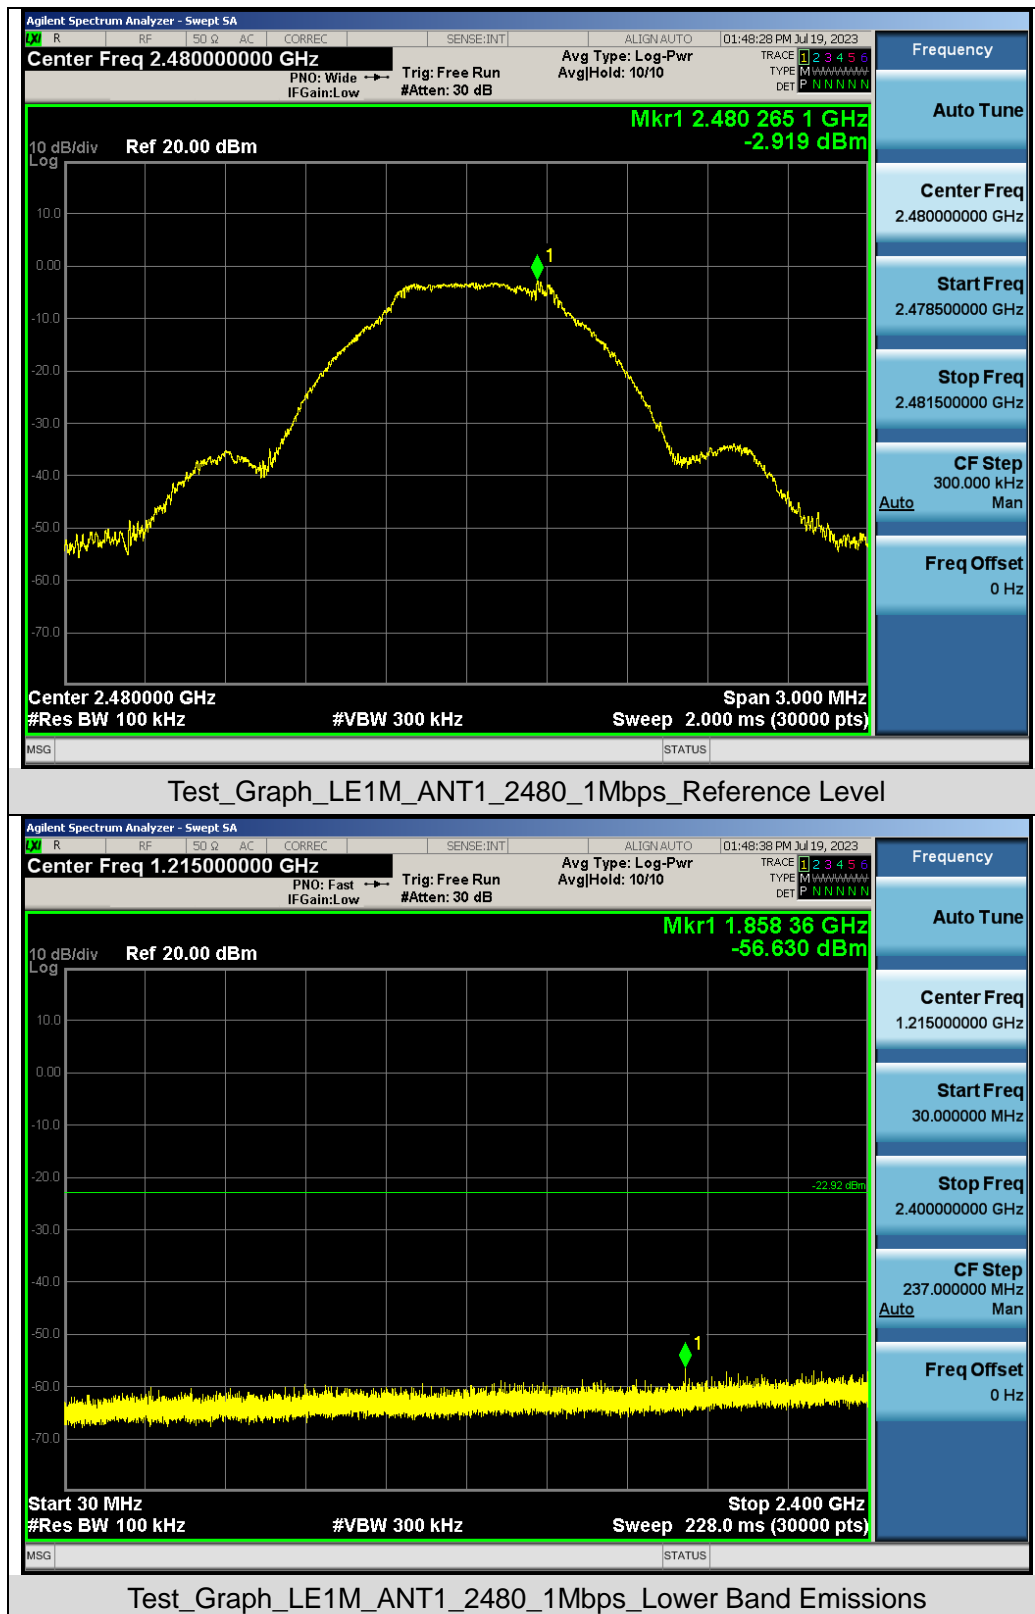 Agilent Spectrum Analyzer - Swept SA
LXI R RF 50 Ω AC CORREC SENSE:INT ALIGN AUTO 01:48:28 PM Jul 19, 2023
Center Freq 2.480000000 GHz
PNO: Wide
IFGain:Low
Trig: Free Run
#Atten: 30 dB
Avg Type: Log-Pwr
Avg|Hold: 10/10
TRACE 1 2 3 4 5 6
TYPE M W W W W W
DET P N N N N N
Mkr1 2.480 265 1 GHz
-2.919 dBm
10 dB/div Ref 20.00 dBm
Log
10.0
0.00
-10.0
-20.0
-30.0
-40.0
-50.0
-60.0
-70.0
1
Center 2.480000 GHz Span 3.000 MHz
#Res BW 100 kHz #VBW 300 kHz Sweep 2.000 ms (30000 pts)
MSG STATUS
Frequency
Auto Tune
Center Freq
2.480000000 GHz
Start Freq
2.478500000 GHz
Stop Freq
2.481500000 GHz
CF Step
300.000 kHz
Auto Man
Freq Offset
0 Hz
Test_Graph_LE1M_ANT1_2480_1Mbps_Reference Level
Agilent Spectrum Analyzer - Swept SA
LXI R RF 50 Ω AC CORREC SENSE:INT ALIGN AUTO 01:48:38 PM Jul 19, 2023
Center Freq 1.215000000 GHz
PNO: Fast
IFGain:Low
Trig: Free Run
#Atten: 30 dB
Avg Type: Log-Pwr
Avg|Hold: 10/10
TRACE 1 2 3 4 5 6
TYPE M W W W W W
DET P N N N N N
Mkr1 1.858 36 GHz
-56.630 dBm
10 dB/div Ref 20.00 dBm
Log
10.0
0.00
-10.0
-20.0
-30.0
-40.0
-50.0
-60.0
-70.0
-22.92 dBm
1
Start 30 MHz Stop 2.400 GHz
#Res BW 100 kHz #VBW 300 kHz Sweep 228.0 ms (30000 pts)
MSG STATUS
Frequency
Auto Tune
Center Freq
1.215000000 GHz
Start Freq
30.000000 MHz
Stop Freq
2.400000000 GHz
CF Step
237.000000 MHz
Auto Man
Freq Offset
0 Hz
Test_Graph_LE1M_ANT1_2480_1Mbps_Lower Band Emissions